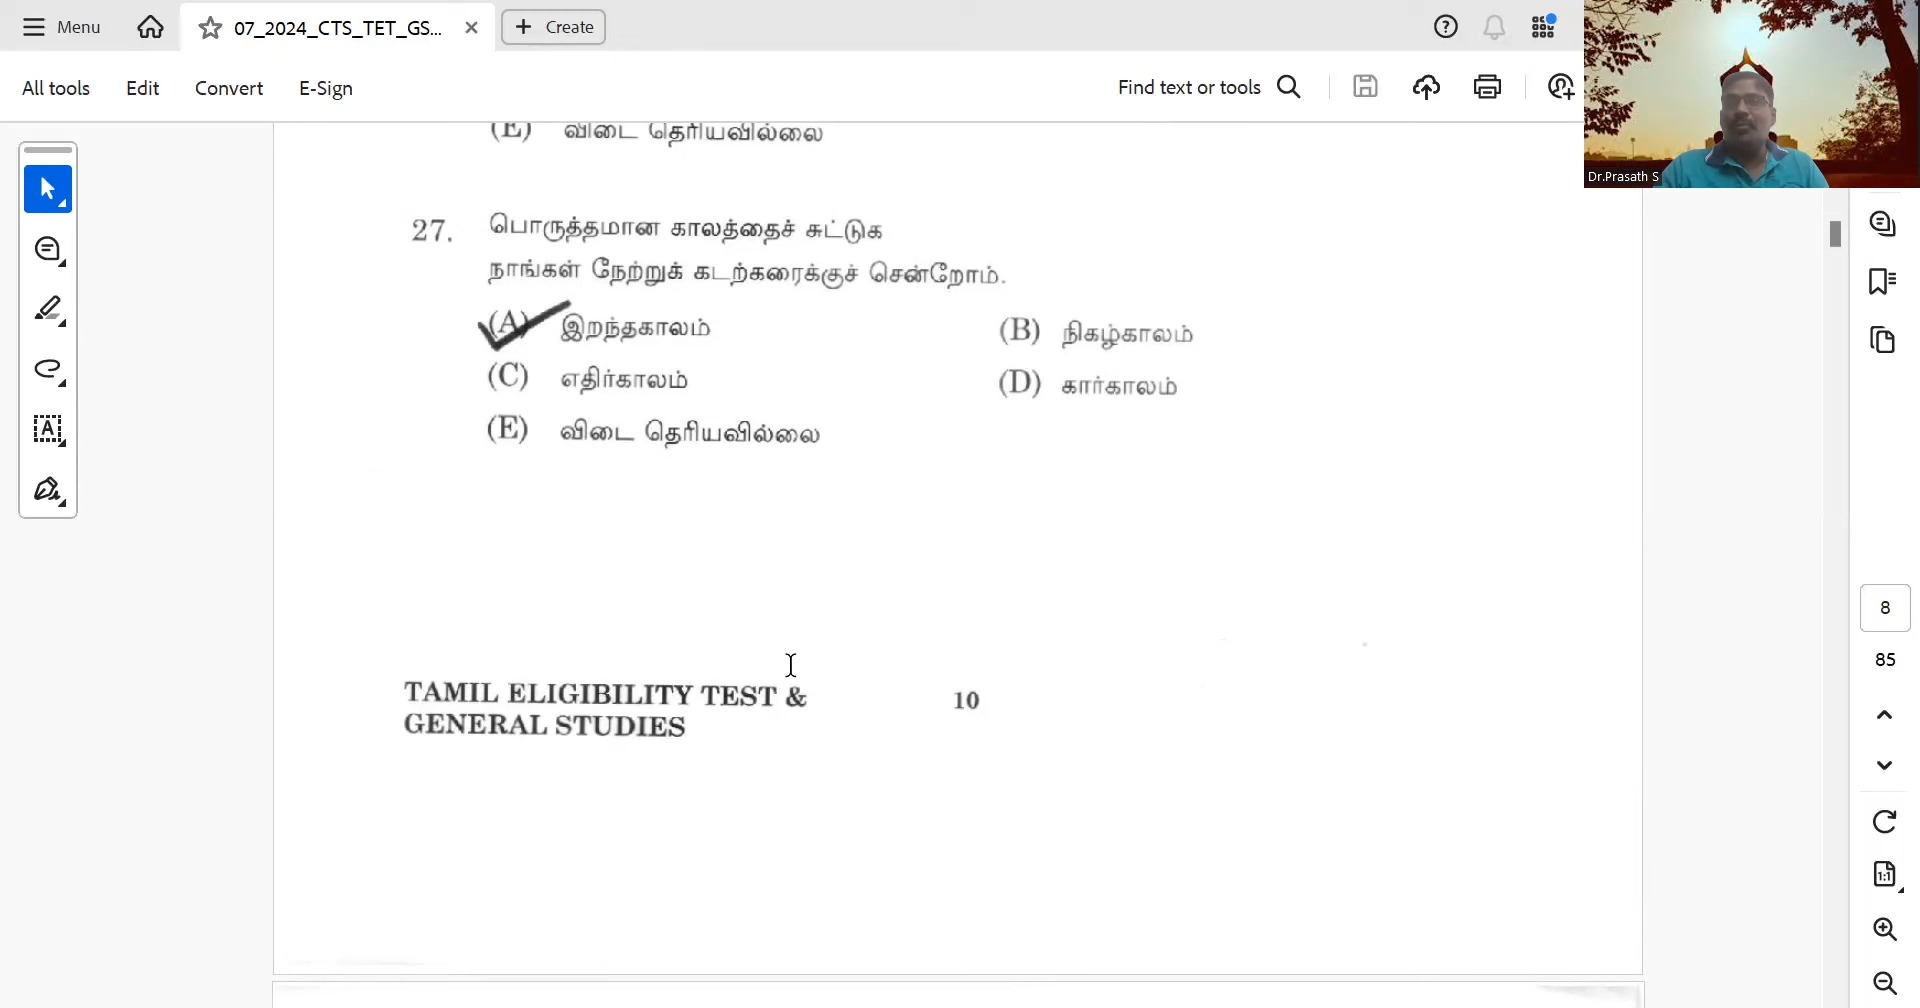 Menu
07_2024_CTS_TET_GS...
Create
All tools
Edit
Convert
E-Sign
Find text or tools
Dr.Prasath S
(E) விடை தெரியவில்லை
27. பொருத்தமான காலத்தைச் சுட்டுக
நாங்கள் நேற்றுக் கடற்கரைக்குச் சென்றோம்.
(A) இறந்தகாலம்
(B) நிகழ்காலம்
(C) எதிர்காலம்
(D) கார்காலம்
(E) விடை தெரியவில்லை
TAMIL ELIGIBILITY TEST &
GENERAL STUDIES
10
8
85